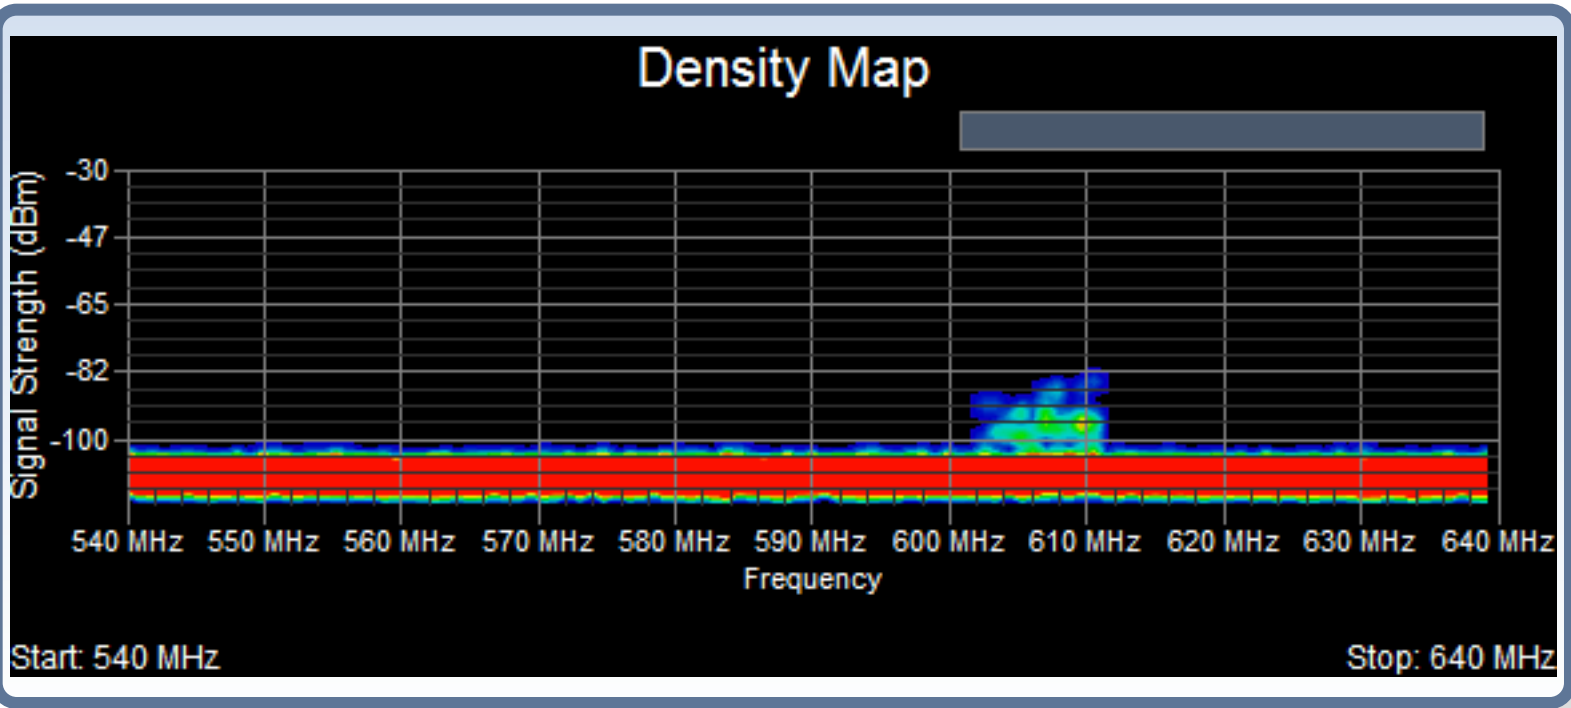 Density Map
Signal Strength (dBm)
-30
-47
-65
-82
-100
540 MHz 550 MHz 560 MHz 570 MHz 580 MHz 590 MHz 600 MHz 610 MHz 620 MHz 630 MHz 640 MHz
Frequency
Start: 540 MHz Stop: 640 MHz